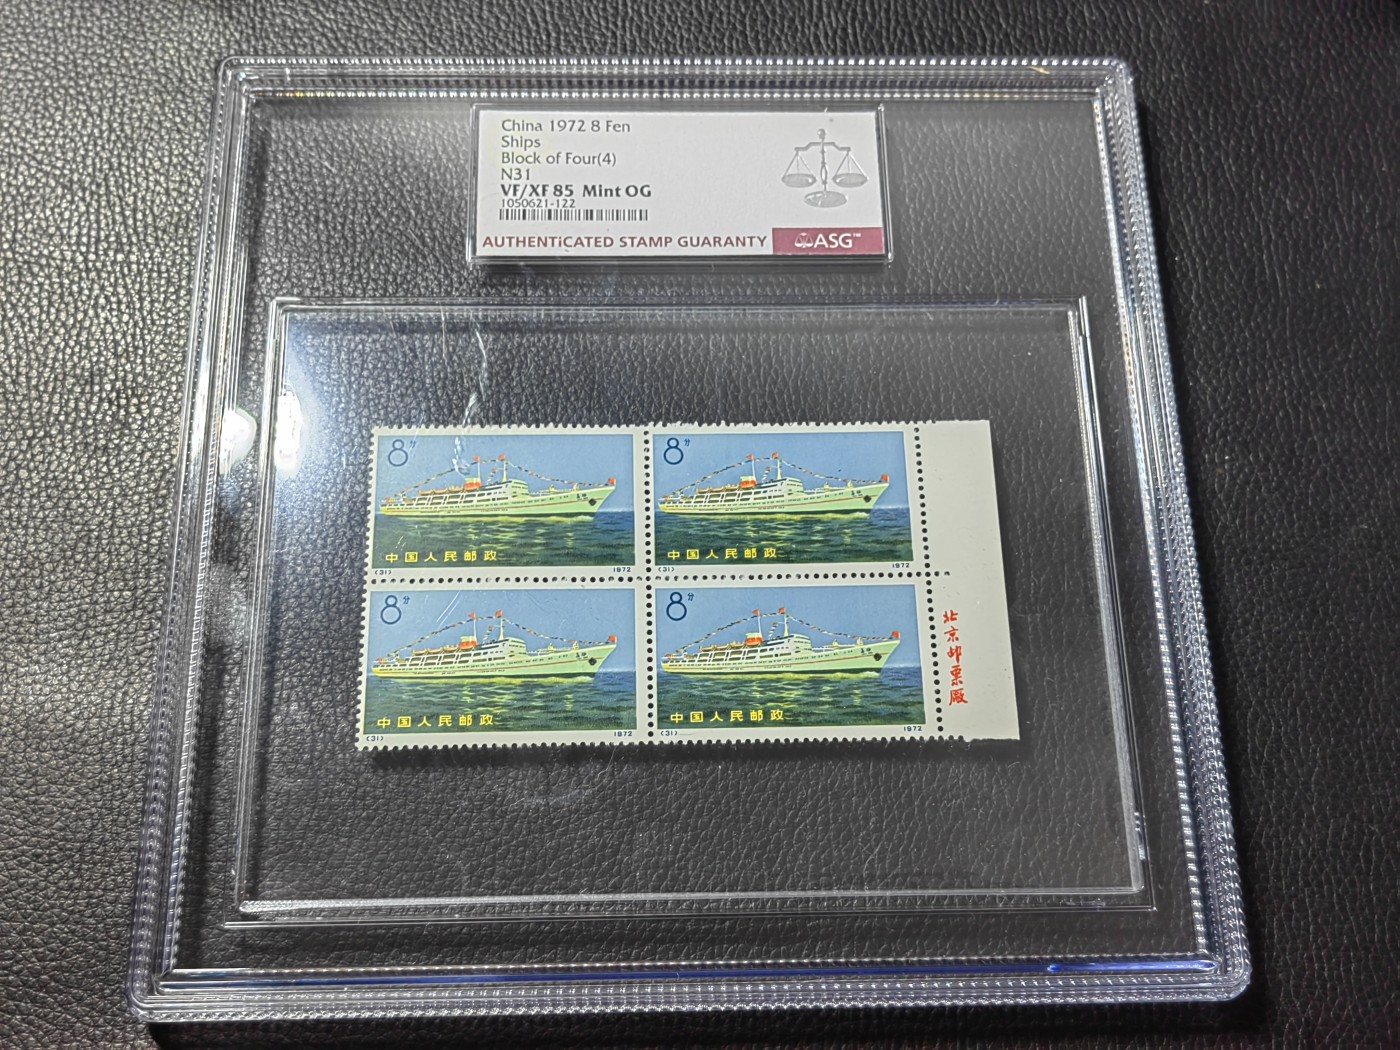 China 1972 8 Fen
Ships
Block of Four(4)
N31
VF/XF 85 Mint OG
1050621-122
AUTHENTiCATED STAMP GUARANTY
ASG™
8分
中国人民邮政
(31) 1972
8分
中国人民邮政
(31) 1972
8分
中国人民邮政
(31) 1972
8分
中国人民邮政
(31) 1972
北京邮票厂